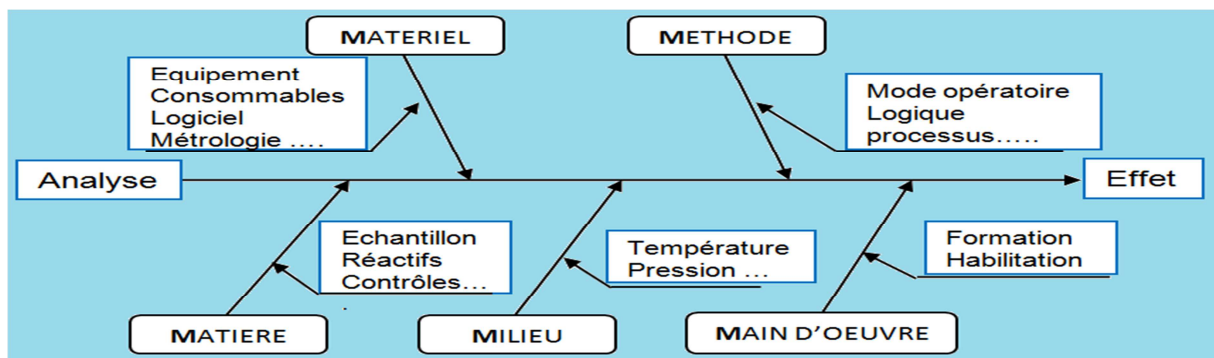 MATERIEL
METHODE
Equipement
Consommables
Logiciel
Métrologie ….
Mode opératoire
Logique
processus…..
Analyse
Effet
Echantillon
Réactifs
Contrôles…
.
Température
Pression …
Formation
Habilitation
MATIERE
MILIEU
MAIN D'OEUVRE